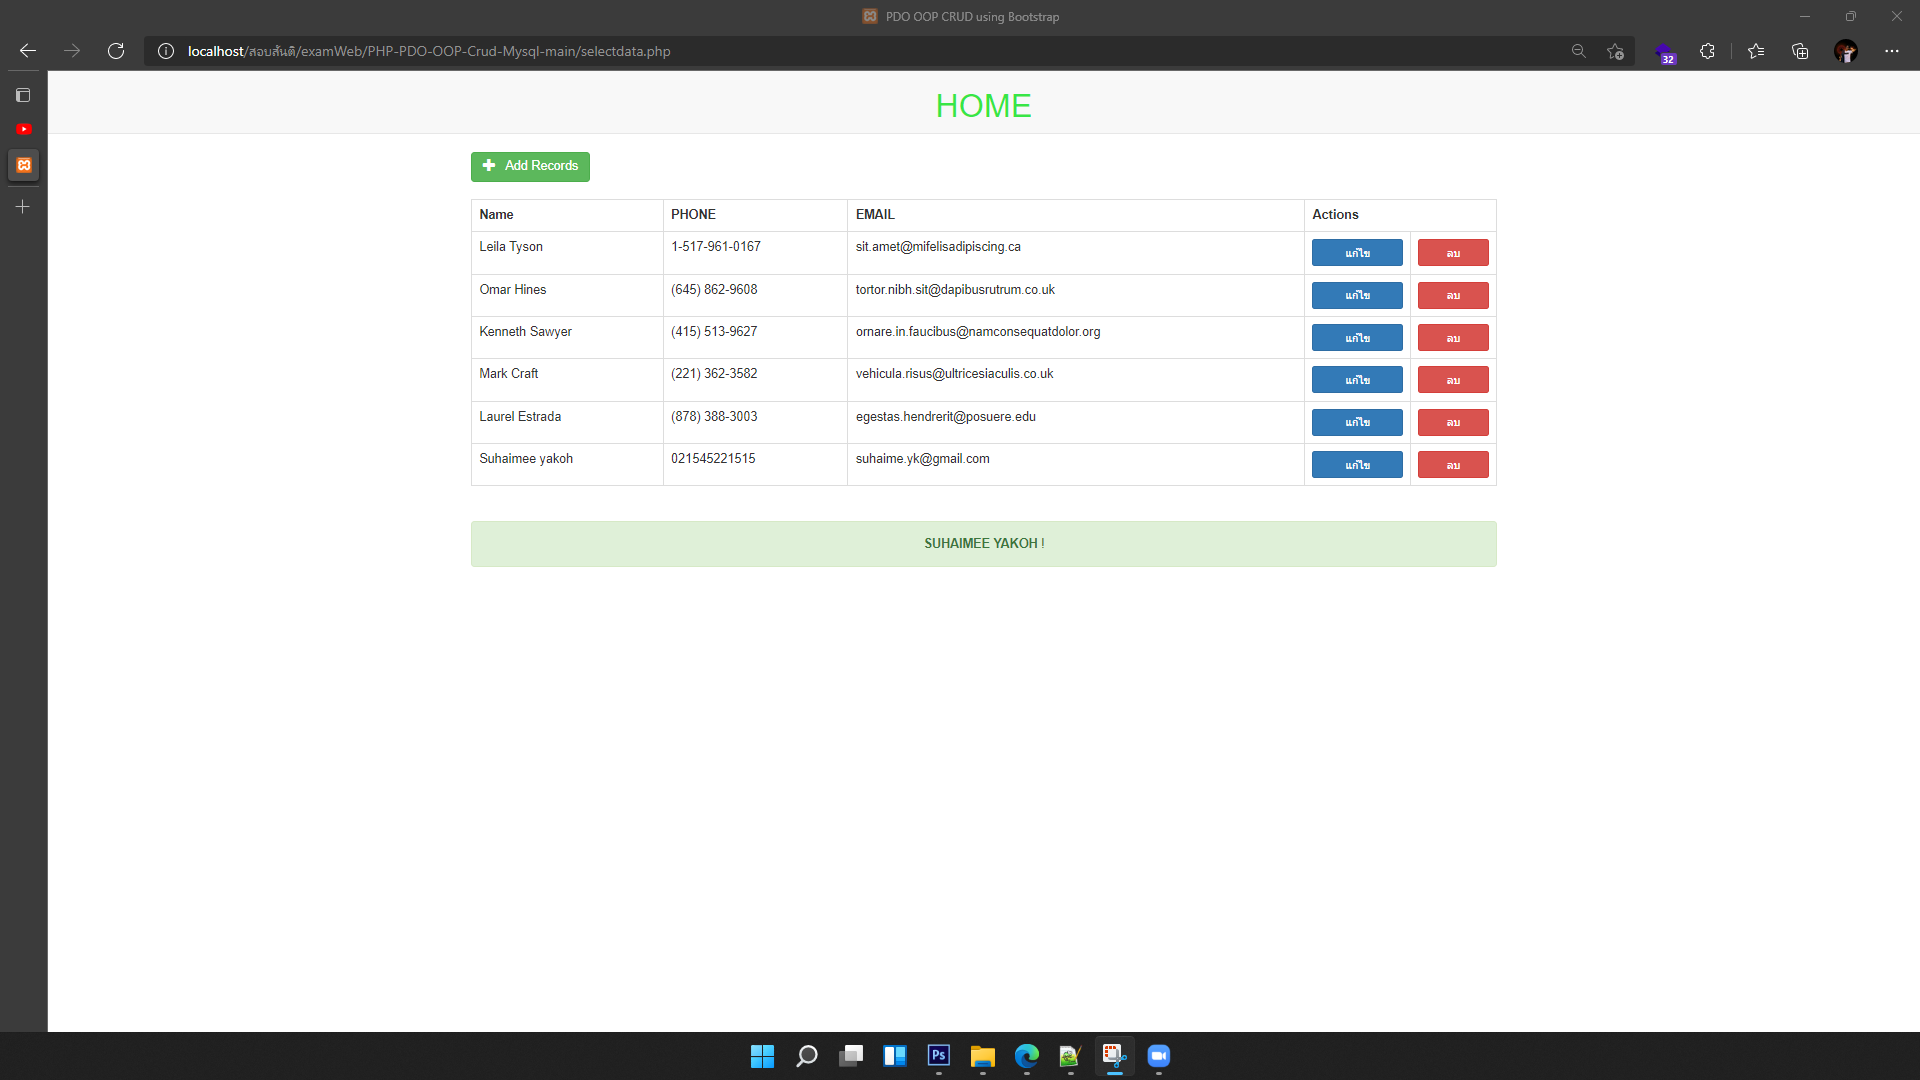 PDO OOP CRUD using Bootstrap
localhost/สอบสันติ/examWeb/PHP-PDO-OOP-Crud-Mysql-main/selectdata.php
32
HOME
Add Records
Name PHONE EMAIL Actions
Leila Tyson 1-517-961-0167 sit.amet@mifelisadipiscing.ca แก้ไข ลบ
Omar Hines (645) 862-9608 tortor.nibh.sit@dapibusrutrum.co.uk แก้ไข ลบ
Kenneth Sawyer (415) 513-9627 ornare.in.faucibus@namconsequatdolor.org แก้ไข ลบ
Mark Craft (221) 362-3582 vehicula.risus@ultricesiaculis.co.uk แก้ไข ลบ
Laurel Estrada (878) 388-3003 egestas.hendrerit@posuere.edu แก้ไข ลบ
Suhaimee yakoh 021545221515 suhaime.yk@gmail.com แก้ไข ลบ
SUHAIMEE YAKOH !
Ps